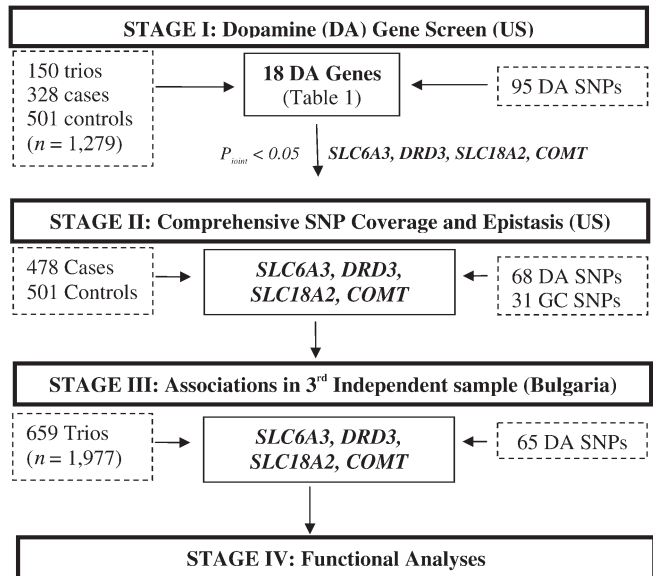 STAGE I: Dopamine (DA) Gene Screen (US)
150 trios
328 cases
501 controls
(n = 1,279)
18 DA Genes
(Table 1)
95 DA SNPs
P_joint < 0.05 SLC6A3, DRD3, SLC18A2, COMT
STAGE II: Comprehensive SNP Coverage and Epistasis (US)
478 Cases
501 Controls
SLC6A3, DRD3,
SLC18A2, COMT
68 DA SNPs
31 GC SNPs
STAGE III: Associations in 3rd Independent sample (Bulgaria)
659 Trios
(n = 1,977)
SLC6A3, DRD3,
SLC18A2, COMT
65 DA SNPs
STAGE IV: Functional Analyses